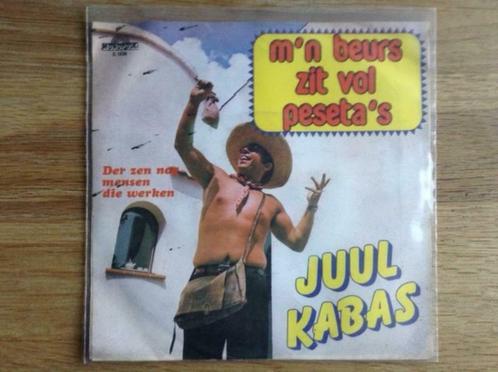 m'n beurs
zit vol
peseta's
Der zen nog
mensen
die werken
JUUL
KABAS